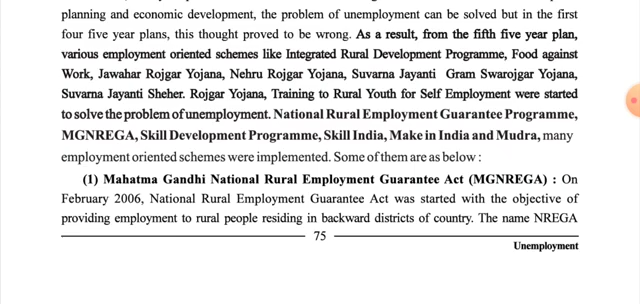 planning and economic development, the problem of unemployment can be solved but in the first
four five year plans, this thought proved to be wrong. As a result, from the fifth five year plan,
various employment oriented schemes like Integrated Rural Development Programme, Food against
Work, Jawahar Rojgar Yojana, Nehru Rojgar Yojana, Suvarna Jayanti Gram Swarojgar Yojana,
Suvarna Jayanti Sheher. Rojgar Yojana, Training to Rural Youth for Self Employment were started
to solve the problem of unemployment. National Rural Employment Guarantee Programme,
MGNREGA, Skill Development Programme, Skill India, Make in India and Mudra, many
employment oriented schemes were implemented. Some of them are as below :
(1) Mahatma Gandhi National Rural Employment Guarantee Act (MGNREGA) : On
February 2006, National Rural Employment Guarantee Act was started with the objective of
providing employment to rural people residing in backward districts of country. The name NREGA
75
Unemployment